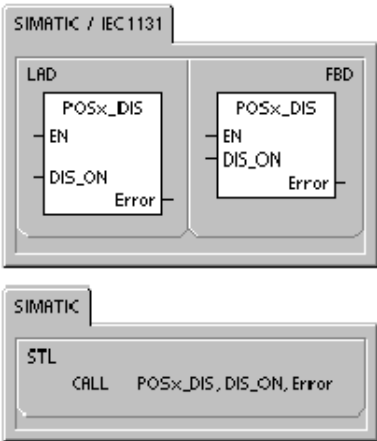 SIMATIC / IEC1131
LAD FBD
POSx_DIS POSx_DIS
EN EN
DIS_ON DIS_ON
Error Error
SIMATIC
STL
CALL POSx_DIS, DIS_ON, Error